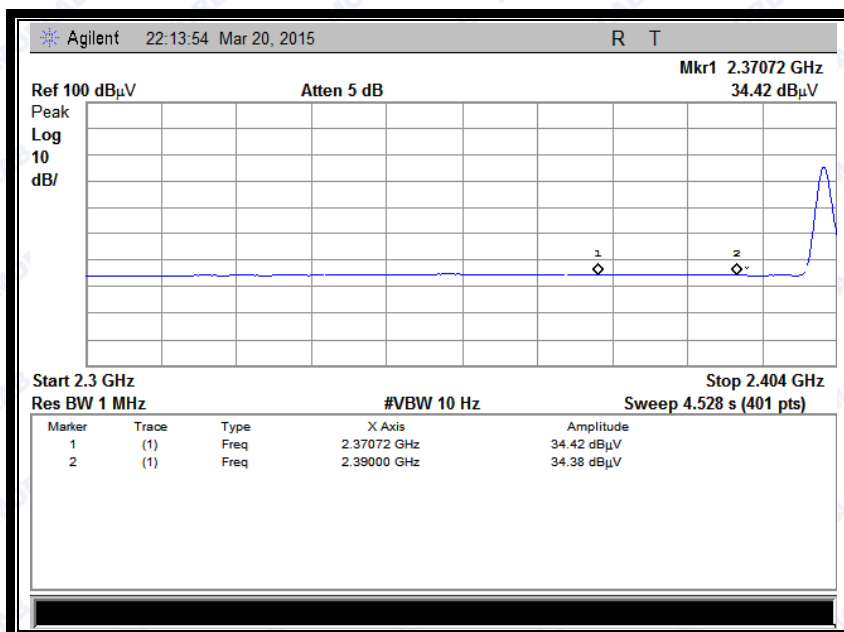 Agilent 22:13:54 Mar 20, 2015 R T
Mkr1 2.37072 GHz
Ref 100 dBµV Atten 5 dB 34.42 dBµV
Peak
Log
10
dB/
1 2
Start 2.3 GHz Stop 2.404 GHz
Res BW 1 MHz #VBW 10 Hz Sweep 4.528 s (401 pts)
Marker Trace Type X Axis Amplitude
1 (1) Freq 2.37072 GHz 34.42 dBµV
2 (1) Freq 2.39000 GHz 34.38 dBµV